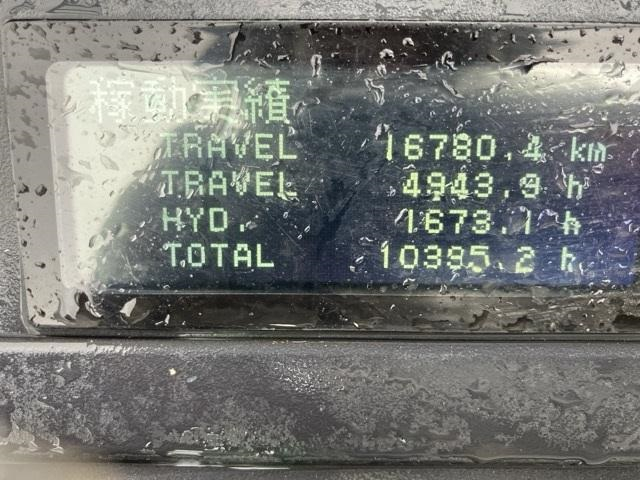 稼動実績
TRAVEL 16780.4 km
TRAVEL 4943.9 h
HYD. 1673.1 h
TOTAL 10395.2 h